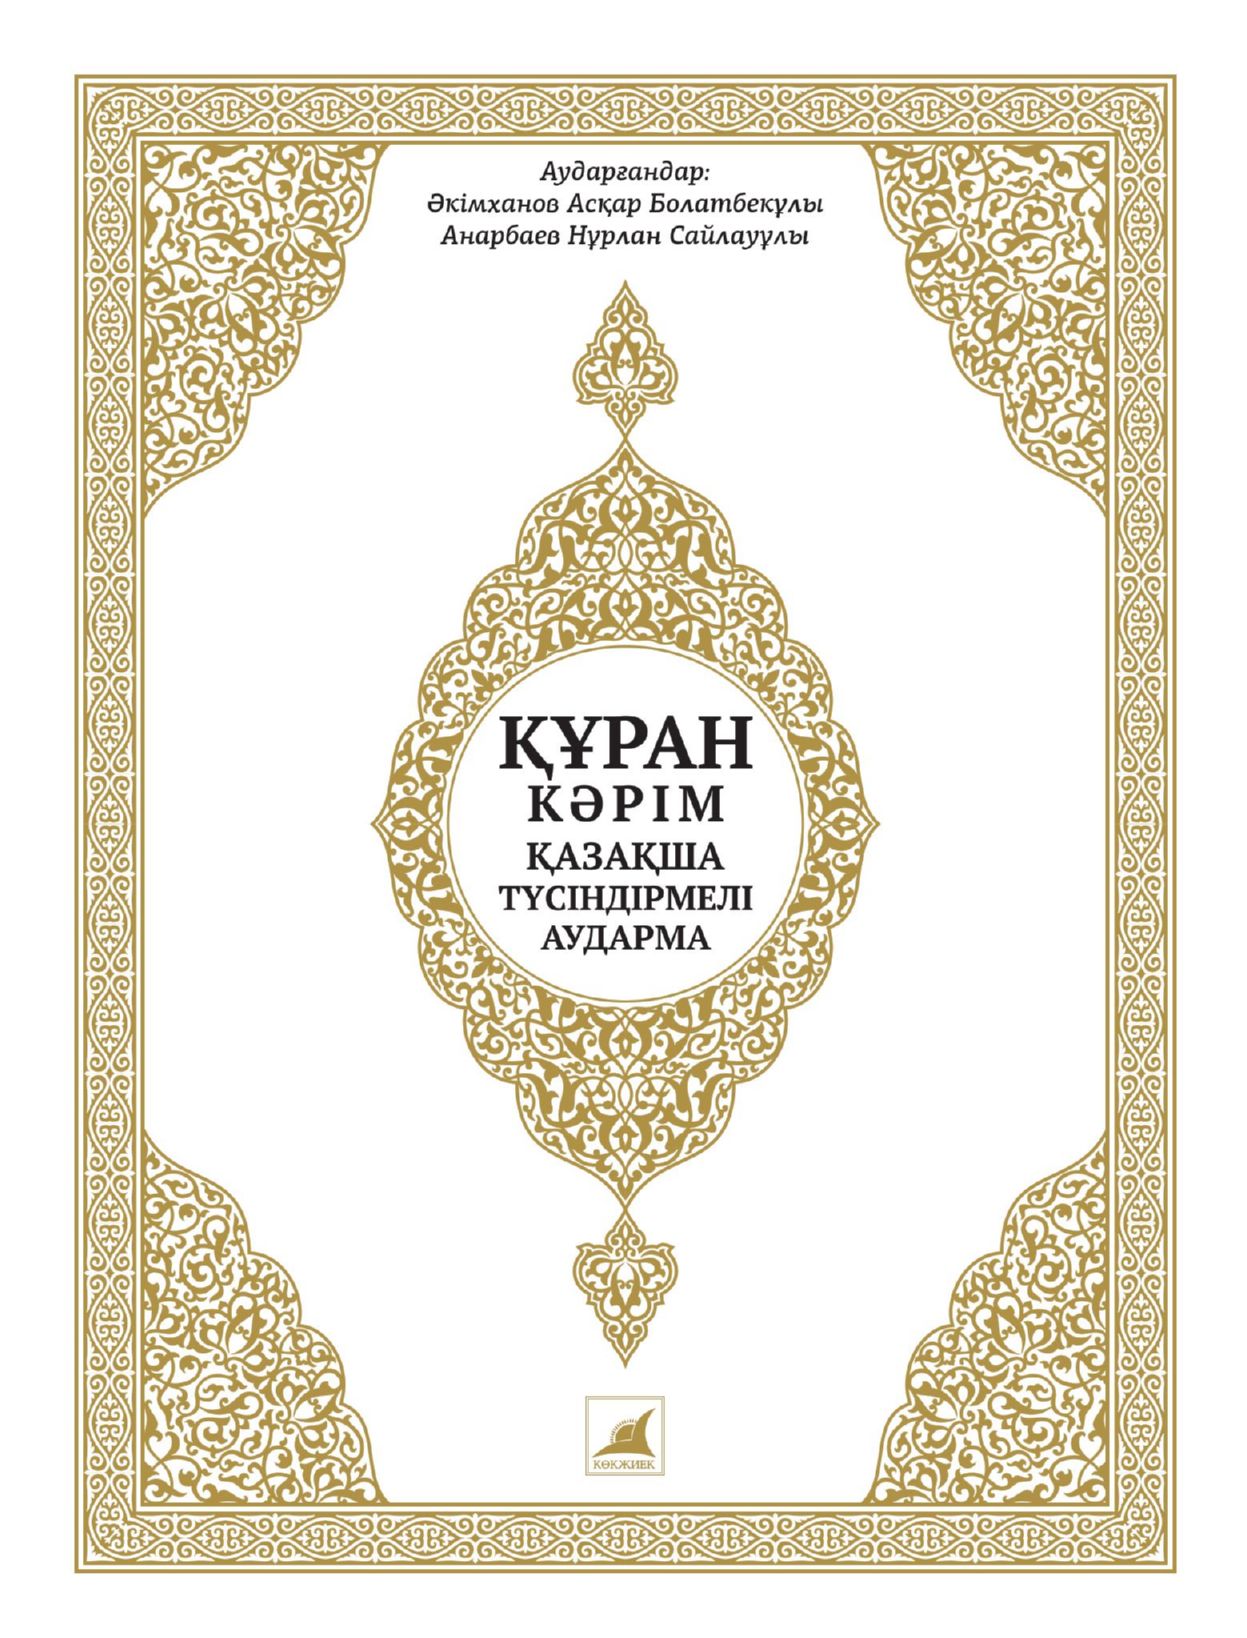 Аударғандар:
Әкімханов Асқар Болатбекұлы
Анарбаев Нұрлан Сайлауұлы
ҚҰРАН
КӘРІМ
ҚАЗАҚША
ТҮСІНДІРМЕЛІ
АУДАРМА
КӨКЖИЕК